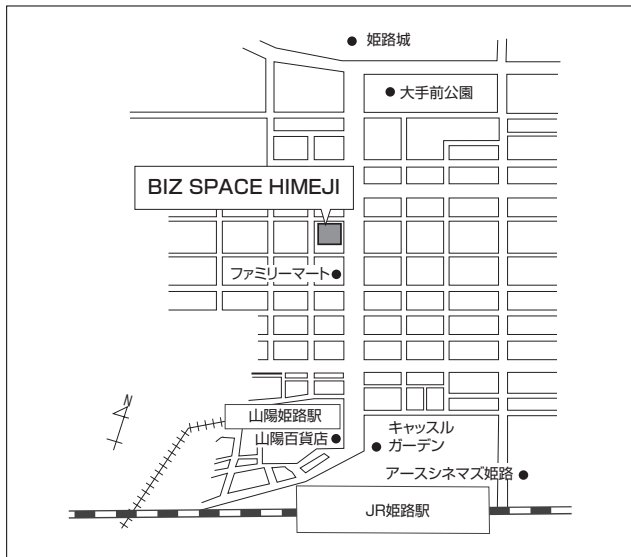 姫路城
大手前公園
BIZ SPACE HIMEJI
ファミリーマート
N
山陽姫路駅
山陽百貨店
キャッスル
ガーデン
アースシネマズ姫路
JR姫路駅